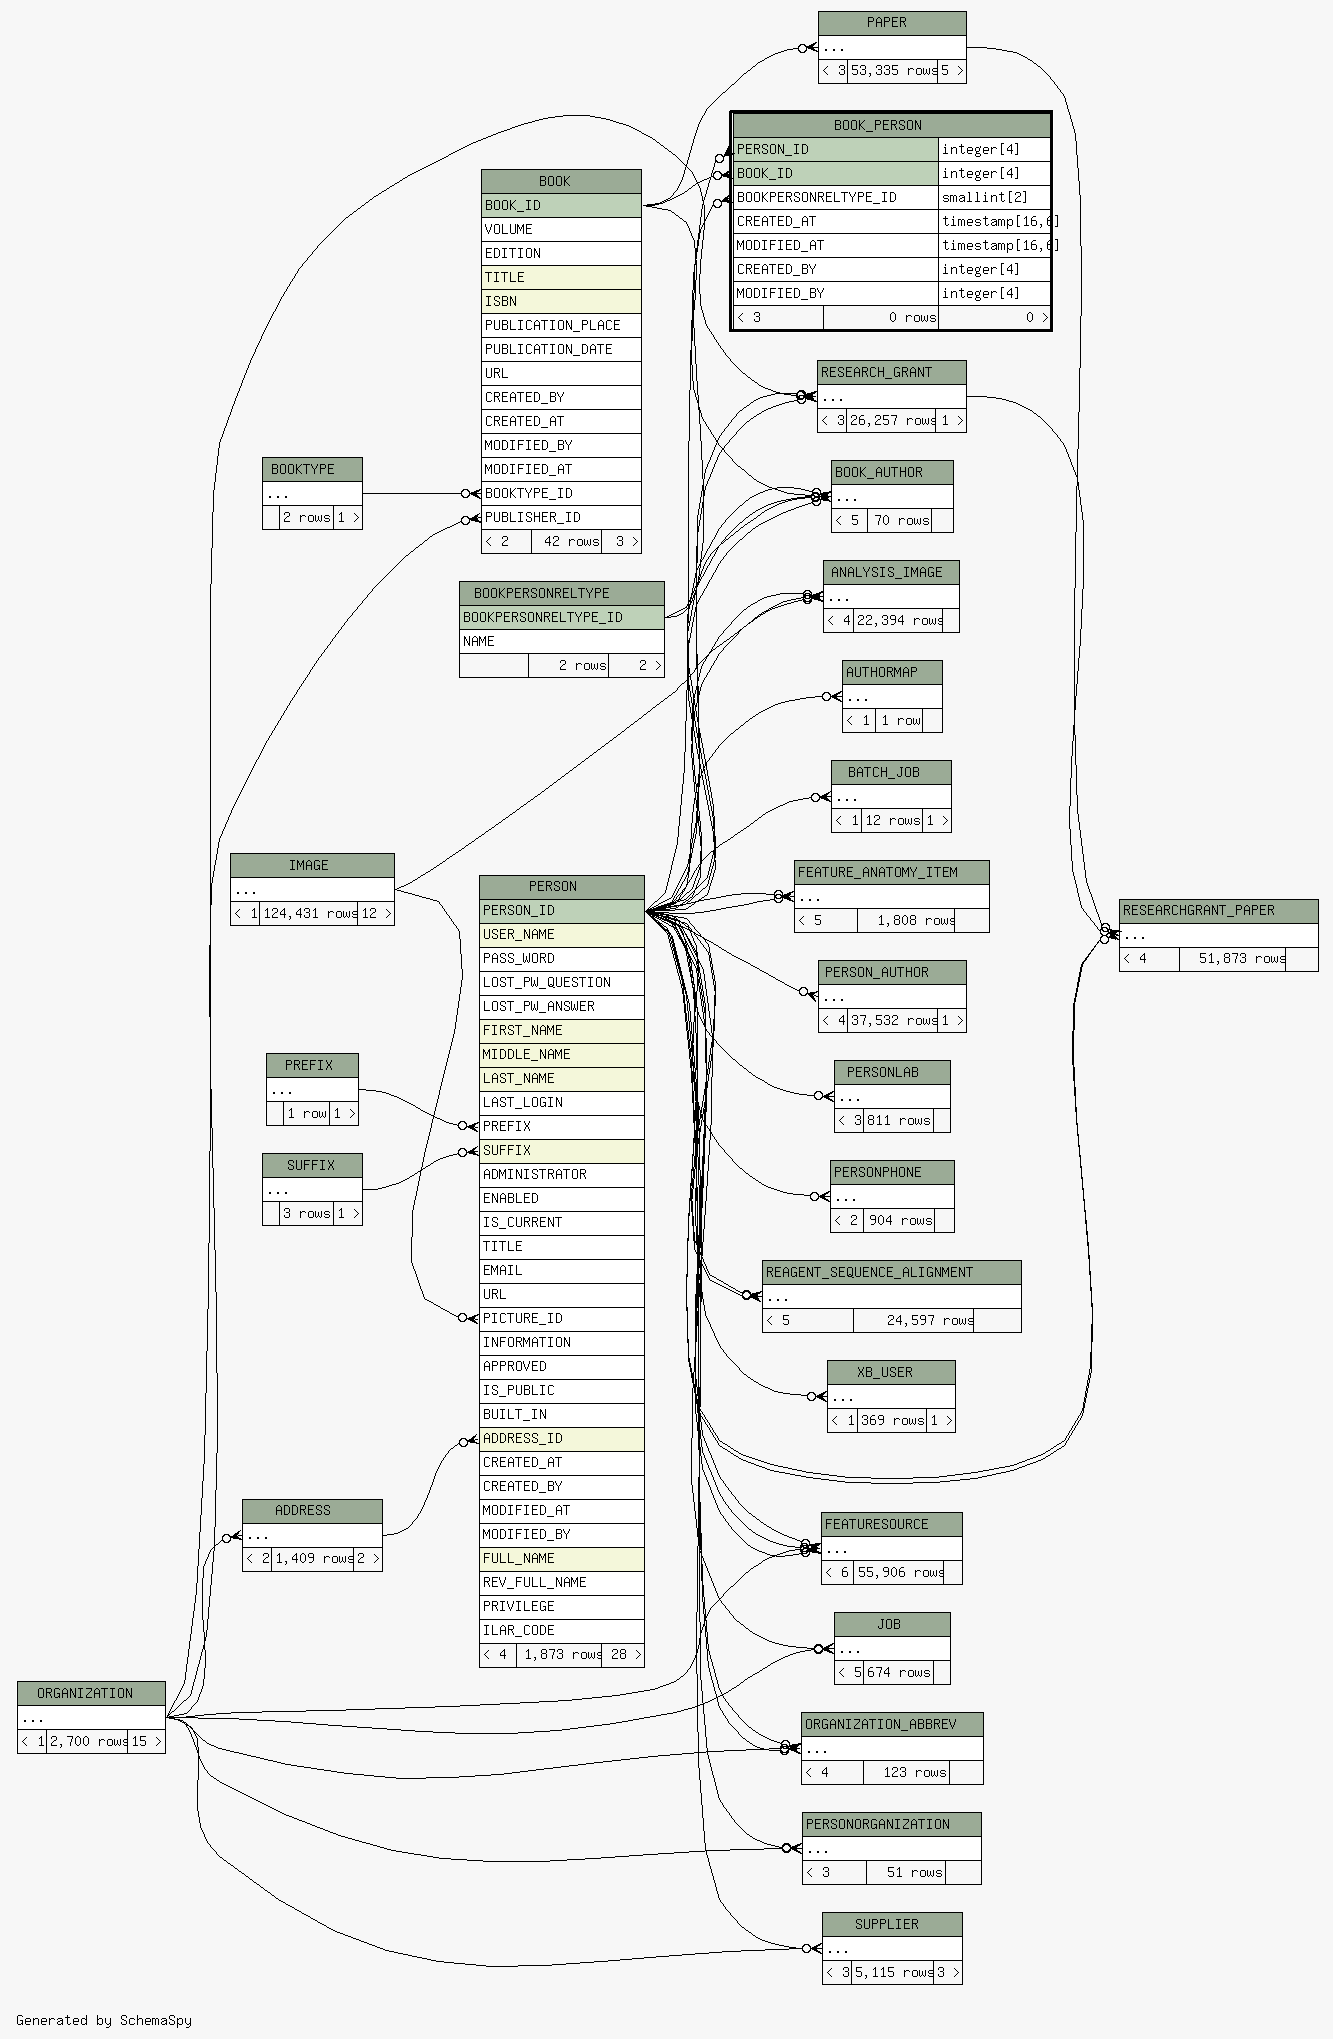 PAPER
...
< 3 53,335 rows 5 >
BOOK_PERSON
PERSON_ID integer[4]
BOOK_ID integer[4]
BOOKPERSONRELTYPE_ID smallint[2]
CREATED_AT timestamp[16,6]
MODIFIED_AT timestamp[16,6]
CREATED_BY integer[4]
MODIFIED_BY integer[4]
< 3 0 rows 0 >
BOOK
BOOK_ID
VOLUME
EDITION
TITLE
ISBN
PUBLICATION_PLACE
PUBLICATION_DATE
URL
CREATED_BY
CREATED_AT
MODIFIED_BY
MODIFIED_AT
BOOKTYPE_ID
PUBLISHER_ID
< 2 42 rows 3 >
RESEARCH_GRANT
...
< 3 26,257 rows 1 >
BOOKTYPE
...
2 rows 1 >
BOOK_AUTHOR
...
< 5 70 rows
BOOKPERSONRELTYPE
BOOKPERSONRELTYPE_ID
NAME
2 rows 2 >
ANALYSIS_IMAGE
...
< 4 22,394 rows
AUTHORMAP
...
< 1 1 row
BATCH_JOB
...
< 1 12 rows 1 >
IMAGE
...
< 1 124,431 rows 12 >
FEATURE_ANATOMY_ITEM
...
< 5 1,808 rows
PERSON
PERSON_ID
USER_NAME
PASS_WORD
LOST_PW_QUESTION
LOST_PW_ANSWER
FIRST_NAME
MIDDLE_NAME
LAST_NAME
LAST_LOGIN
PREFIX
SUFFIX
ADMINISTRATOR
ENABLED
IS_CURRENT
TITLE
EMAIL
URL
PICTURE_ID
INFORMATION
APPROVED
IS_PUBLIC
BUILT_IN
ADDRESS_ID
CREATED_AT
CREATED_BY
MODIFIED_AT
MODIFIED_BY
FULL_NAME
REV_FULL_NAME
PRIVILEGE
ILAR_CODE
< 4 1,873 rows 28 >
RESEARCHGRANT_PAPER
...
< 4 51,873 rows
PERSON_AUTHOR
...
< 4 37,532 rows 1 >
PREFIX
...
1 row 1 >
PERSONLAB
...
< 3 811 rows
SUFFIX
...
3 rows 1 >
PERSONPHONE
...
< 2 904 rows
REAGENT_SEQUENCE_ALIGNMENT
...
< 5 24,597 rows
XB_USER
...
< 1 369 rows 1 >
ADDRESS
...
< 2 1,409 rows 2 >
FEATURESOURCE
...
< 6 55,906 rows
JOB
...
< 5 674 rows
ORGANIZATION
...
< 1 2,700 rows 15 >
ORGANIZATION_ABBREV
...
< 4 123 rows
PERSONORGANIZATION
...
< 3 51 rows
SUPPLIER
...
< 3 5,115 rows 3 >
Generated by SchemaSpy